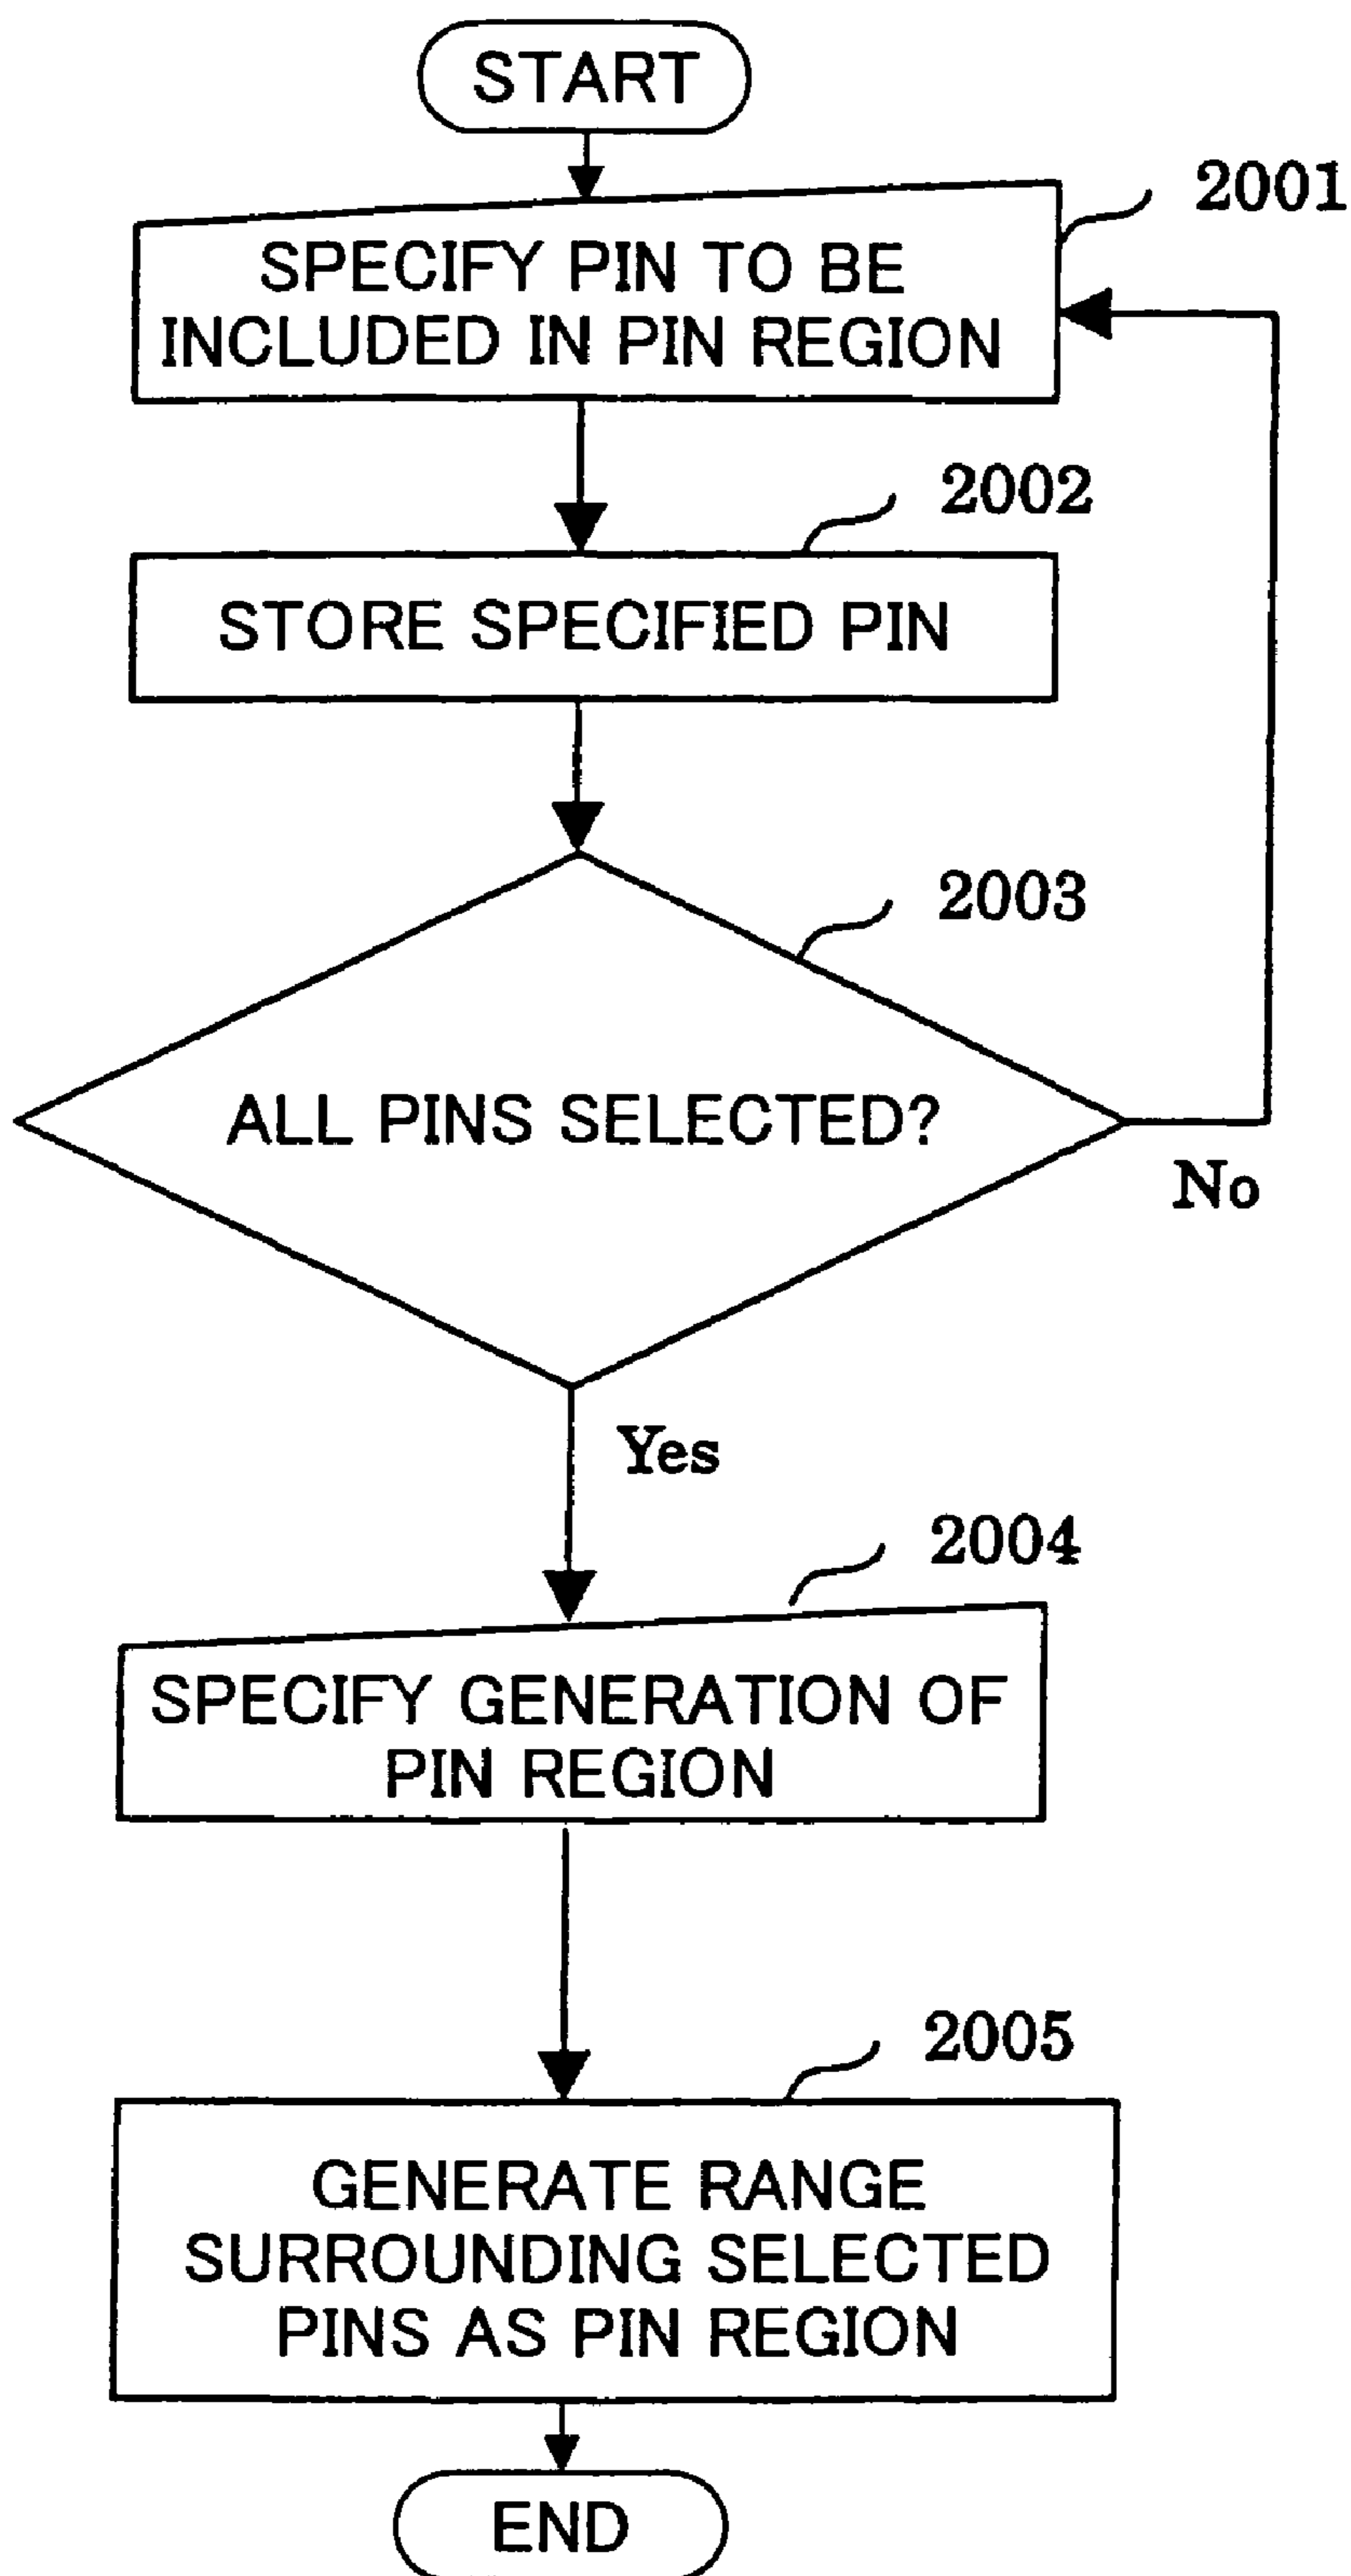 START
2001
SPECIFY PIN TO BE
INCLUDED IN PIN REGION
2002
STORE SPECIFIED PIN
2003
ALL PINS SELECTED?
No
Yes
2004
SPECIFY GENERATION OF
PIN REGION
2005
GENERATE RANGE
SURROUNDING SELECTED
PINS AS PIN REGION
END